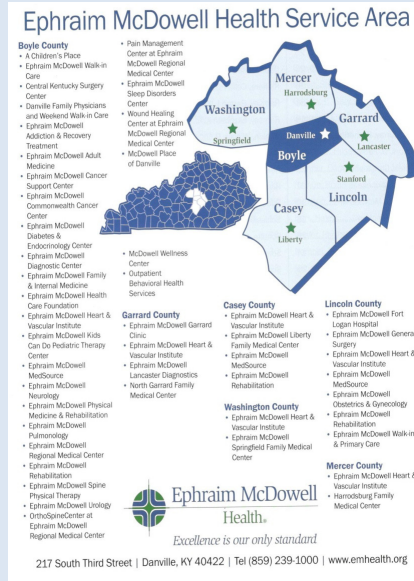 Ephraim McDowell Health Service Area
Boyle County
• A Children's Place
• Ephraim McDowell Walk-in
Care
• Central Kentucky Surgery
Center
• Danville Family Physicians
and Weekend Walk-in Care
• Ephraim McDowell
Addiction & Recovery
Treatment
• Ephraim McDowell Adult
Medicine
• Ephraim McDowell Cancer
Support Center
• Ephraim McDowell
Commonwealth Cancer
Center
• Ephraim McDowell
Diabetes &
Endocrinology Center
• Ephraim McDowell
Diagnostic Center
• Ephraim McDowell Family
& Internal Medicine
• Ephraim McDowell Health
Care Foundation
• Ephraim McDowell Heart &
Vascular Institute
• Ephraim McDowell Kids
Can Do Pediatric Therapy
Center
• Ephraim McDowell
MedSource
• Ephraim McDowell
Neurology
• Ephraim McDowell Physical
Medicine & Rehabilitation
• Ephraim McDowell
Pulmonology
• Ephraim McDowell
Regional Medical Center
• Ephraim McDowell
Rehabilitation
• Ephraim McDowell Spine
Physical Therapy
• Ephraim McDowell Urology
• OrthoSpineCenter at
Ephraim McDowell
Regional Medical Center
• Pain Management
Center at Ephraim
McDowell Regional
Medical Center
• Ephraim McDowell
Sleep Disorders
Center
• Wound Healing
Center at Ephraim
McDowell Regional
Medical Center
• McDowell Place
of Danville
• McDowell Wellness
Center
• Outpatient
Behavioral Health
Services
Mercer
Harrodsburg
Washington
Springfield
Garrard
Lancaster
Danville
Boyle
Stanford
Lincoln
Casey
Liberty
Garrard County
• Ephraim McDowell Garrard
Clinic
• Ephraim McDowell Heart &
Vascular Institute
• Ephraim McDowell
Lancaster Diagnostics
• North Garrard Family
Medical Center
Casey County
• Ephraim McDowell Heart &
Vascular Institute
• Ephraim McDowell Liberty
Family Medical Center
• Ephraim McDowell
MedSource
• Ephraim McDowell
Rehabilitation
Washington County
• Ephraim McDowell Heart &
Vascular Institute
• Ephraim McDowell
Springfield Family Medical
Center
Lincoln County
• Ephraim McDowell Fort
Logan Hospital
• Ephraim McDowell General
Surgery
• Ephraim McDowell Heart &
Vascular Institute
• Ephraim McDowell
MedSource
• Ephraim McDowell
Obstetrics & Gynecology
• Ephraim McDowell
Rehabilitation
• Ephraim McDowell Walk-in
& Primary Care
Mercer County
• Ephraim McDowell Heart &
Vascular Institute
• Harrodsburg Family
Medical Center
Ephraim McDowell
Health®
Excellence is our only standard
217 South Third Street | Danville, KY 40422 | Tel (859) 239-1000 | www.emhealth.org